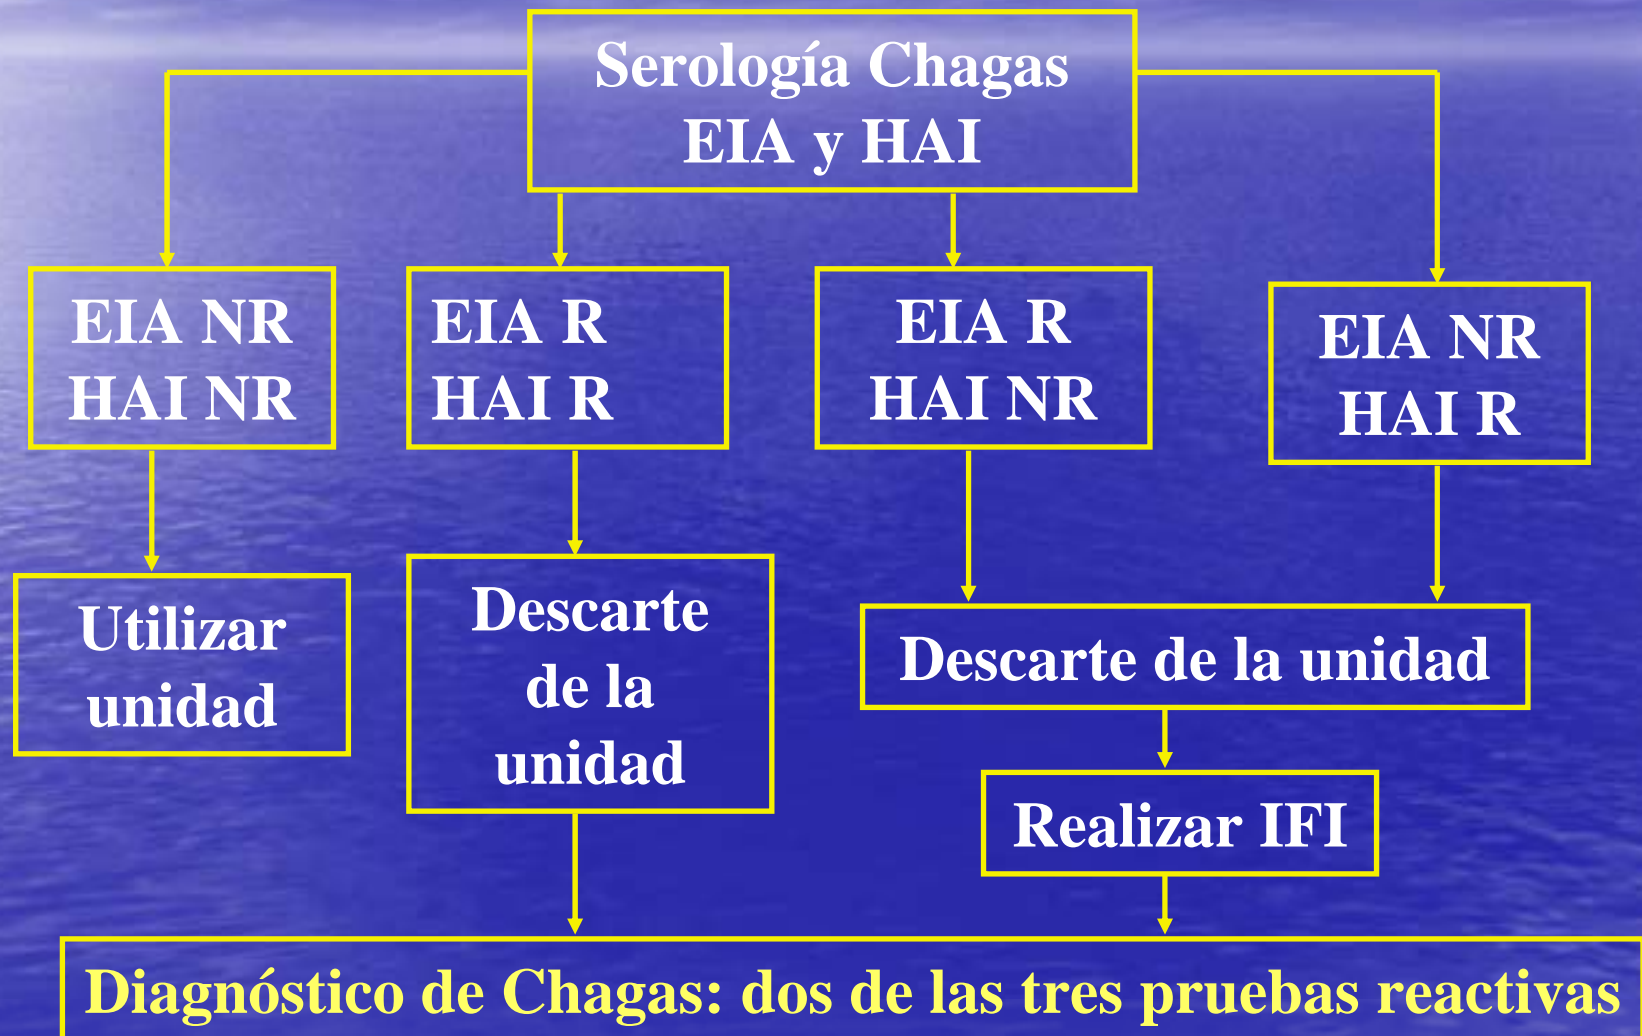 Serología Chagas
EIA y HAI
EIA NR
HAI NR
EIA R
HAI R
EIA R
HAI NR
EIA NR
HAI R
Utilizar
unidad
Descarte
de la
unidad
Descarte de la unidad
Realizar IFI
Diagnóstico de Chagas: dos de las tres pruebas reactivas